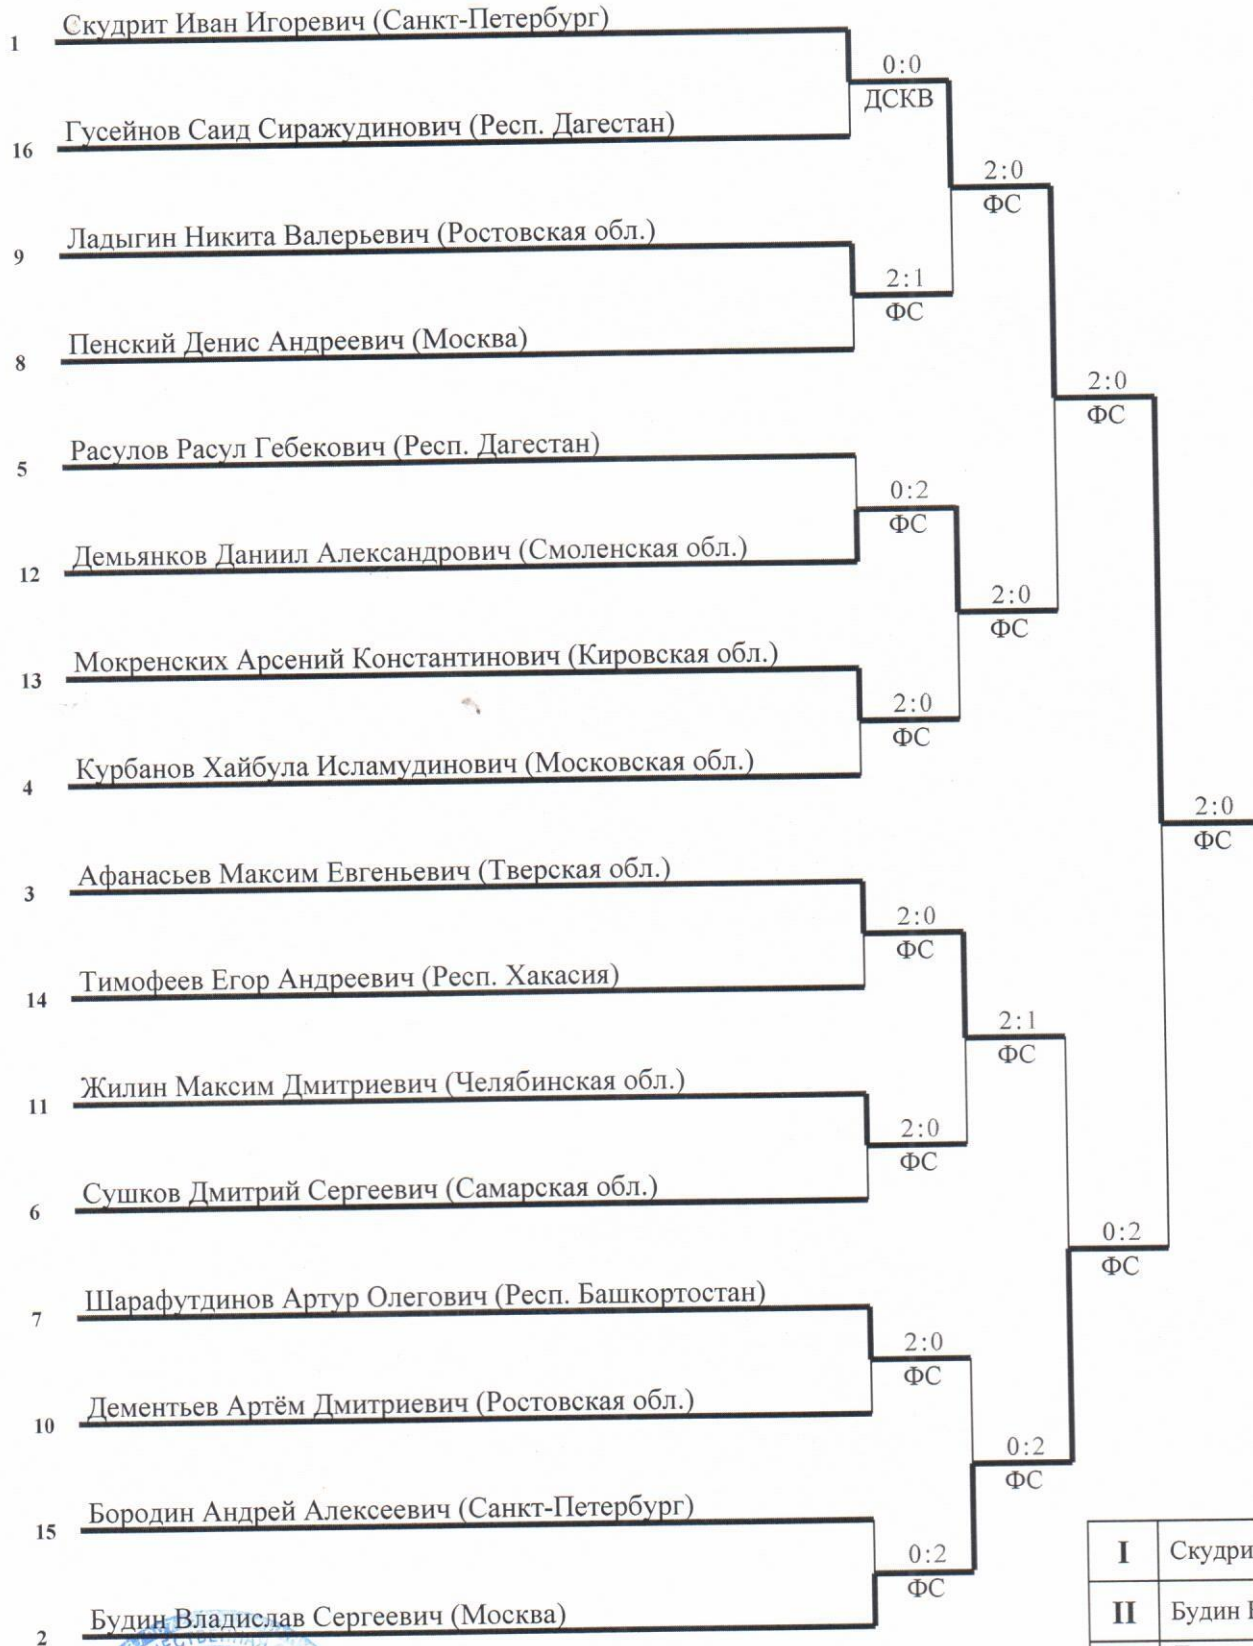 1 Скудрит Иван Игоревич (Санкт-Петербург)
0:0
ДСКВ
16 Гусейнов Саид Сиражудинович (Респ. Дагестан)
2:0
ФС
9 Ладыгин Никита Валерьевич (Ростовская обл.)
2:1
ФС
8 Пенский Денис Андреевич (Москва)
2:0
ФС
5 Расулов Расул Гебекович (Респ. Дагестан)
0:2
ФС
12 Демьянков Даниил Александрович (Смоленская обл.)
2:0
ФС
13 Мокренских Арсений Константинович (Кировская обл.)
2:0
ФС
4 Курбанов Хайбула Исламудинович (Московская обл.)
2:0
ФС
3 Афанасьев Максим Евгеньевич (Тверская обл.)
2:0
ФС
14 Тимофеев Егор Андреевич (Респ. Хакасия)
2:1
ФС
11 Жилин Максим Дмитриевич (Челябинская обл.)
2:0
ФС
6 Сушков Дмитрий Сергеевич (Самарская обл.)
0:2
ФС
7 Шарафутдинов Артур Олегович (Респ. Башкортостан)
2:0
ФС
10 Дементьев Артём Дмитриевич (Ростовская обл.)
0:2
ФС
15 Бородин Андрей Алексеевич (Санкт-Петербург)
0:2
ФС
2 Будин Владислав Сергеевич (Москва)
I Скудри
II Будин